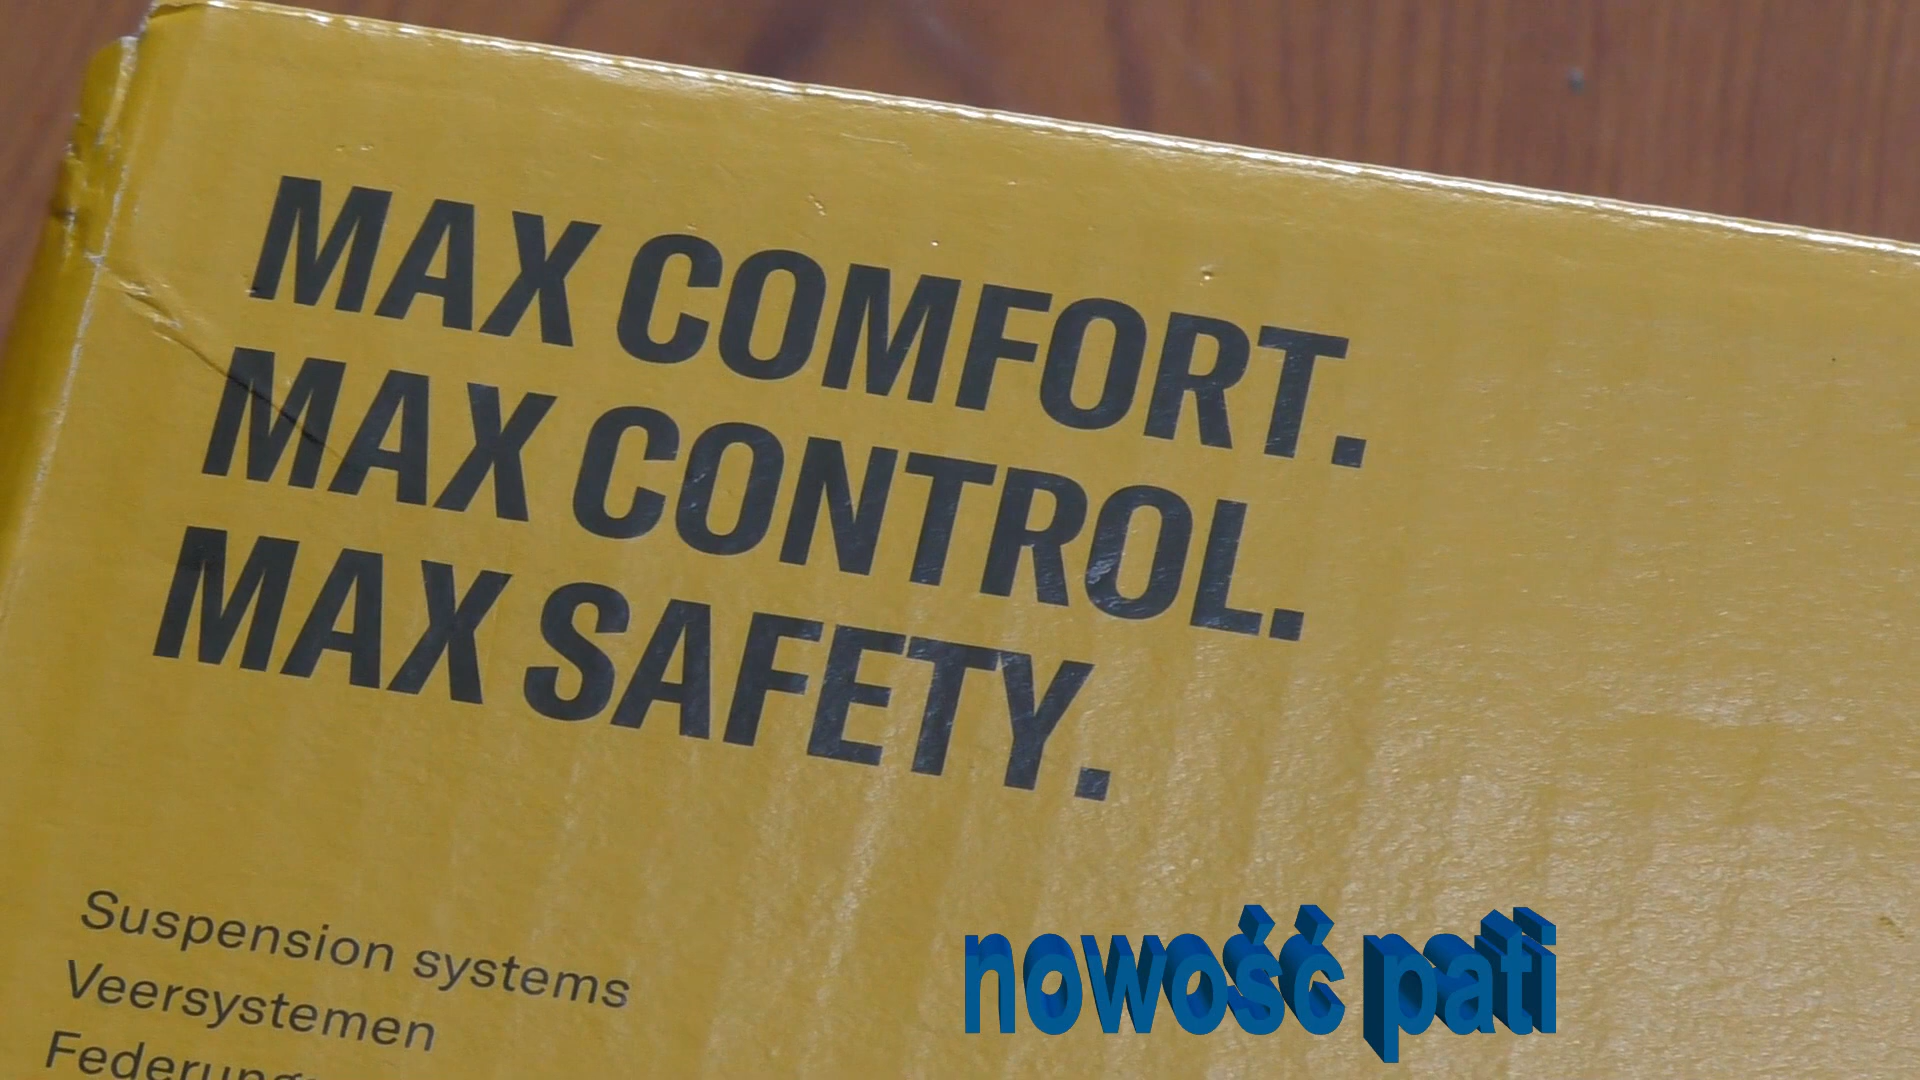 MAX COMFORT.
MAX CONTROL.
MAX SAFETY.
Suspension systems
Veersystemen
nowość pati